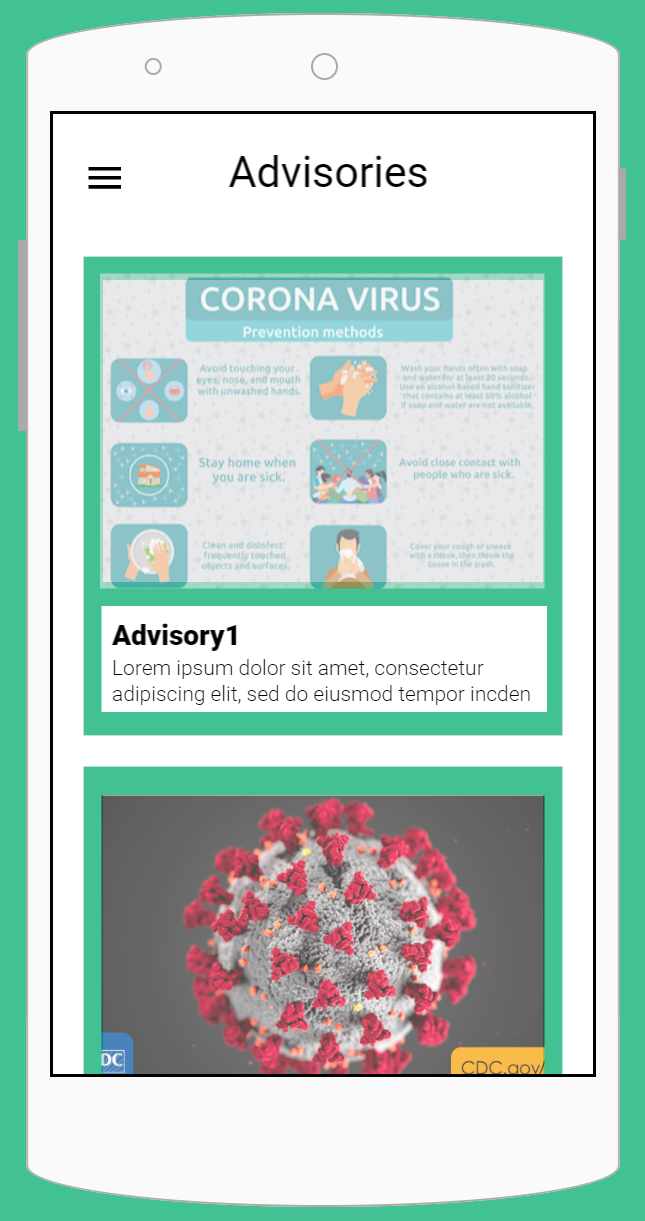 Advisories
CORONA VIRUS
Prevention methods
Avoid touching your
eyes, nose, and mouth
with unwashed hands.
Wash your hands often with soap
and water for at least 20 seconds.
Use an alcohol-based hand sanitizer
that contains at least 60% alcohol
if soap and water are not available.
Stay home when
you are sick.
Avoid close contact with
people who are sick.
Clean and disinfect
frequently touched
objects and surfaces.
Cover your cough or sneeze
with a tissue, then throw the
tissue in the trash.
Advisory1
Lorem ipsum dolor sit amet, consectetur
adipiscing elit, sed do eiusmod tempor incden
DC
CDC.gov/